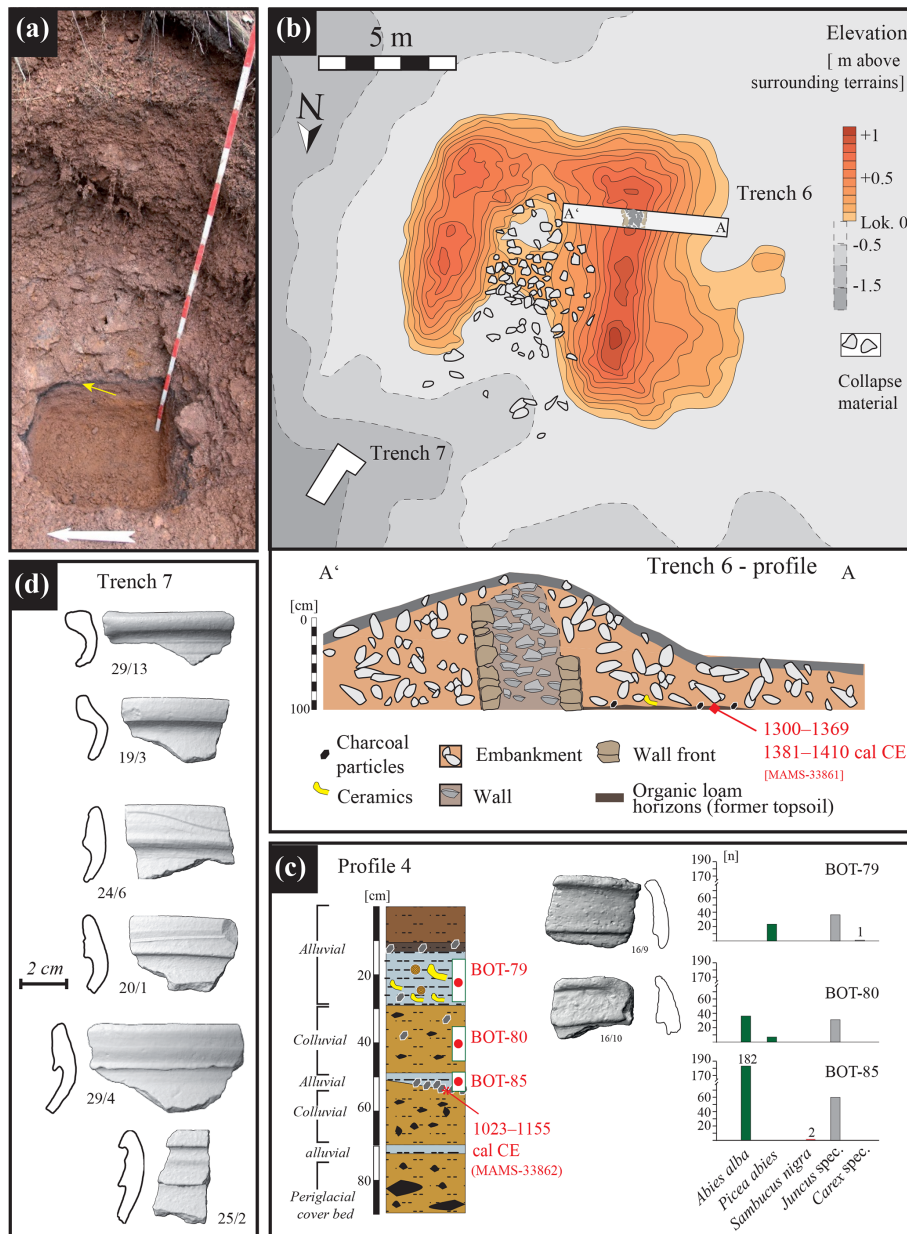 (a)
(b)
5 m
N
Elevation
[ m above
surrounding terrains]
+1
+0.5
Lok. 0
-0.5
-1.5
Trench 6
A‘
A
Collapse
material
Trench 7
A‘
Trench 6 - profile
A
[cm]
0
100
1300–1369
1381–1410 cal CE
[MAMS-33861]
Charcoal
particles
Embankment
Wall front
Ceramics
Wall
Organic loam
horizons (former topsoil)
(d)
Trench 7
29/13
19/3
24/6
20/1
2 cm
29/4
25/2
(c)
Profile 4
[cm]
20
40
60
80
Alluvial
Colluvial
Alluvial
Colluvial
alluvial
Periglacial
cover bed
BOT-79
BOT-80
BOT-85
1023–1155
cal CE
(MAMS-33862)
16/9
16/10
[n]
190
170
60
40
20
BOT-79
1
190
170
60
40
20
BOT-80
190
170
60
40
20
BOT-85
182
2
Abies alba
Picea abies
Sambucus nigra
Juncus spec.
Carex spec.